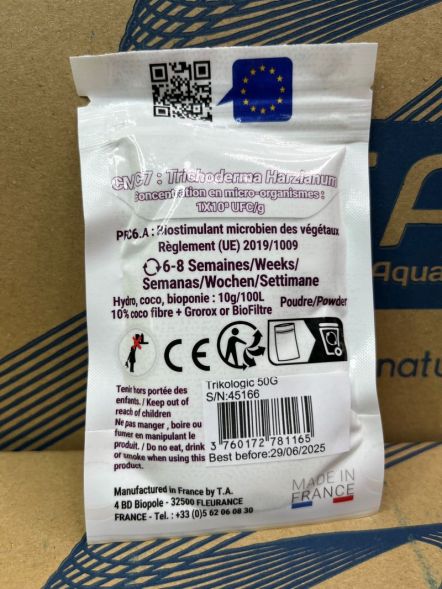 CMC7 : Trichoderma Harzianum
Concentration en micro-organismes :
PFC6.A : Biostimulant microbien des végétaux
Règlement (UE) 2019/1009
6-8 Semaines/Weeks/
Semanas/Wochen/Settimane
Hydro, coco, bioponie : 10g/100L
10% coco fibre + Grorox or BioFiltre
Poudre/Powder
CE
Tenir hors portée des
enfants. / Keep out of
reach of children
Ne pas manger , boire ou
fumer en manipulant le
produit. / Do no eat, drink
or smoke when using this
product.
Trikologic 50G
S/N:45166
3 760172 781165
Best before:29/06/2025
Manufactured in France by T.A.
4 BD Biopole - 32500 FLEURANCE
FRANCE - Tel. : +33 (0)5 62 06 08 30
MADE IN
FRANCE
Aqua
natu